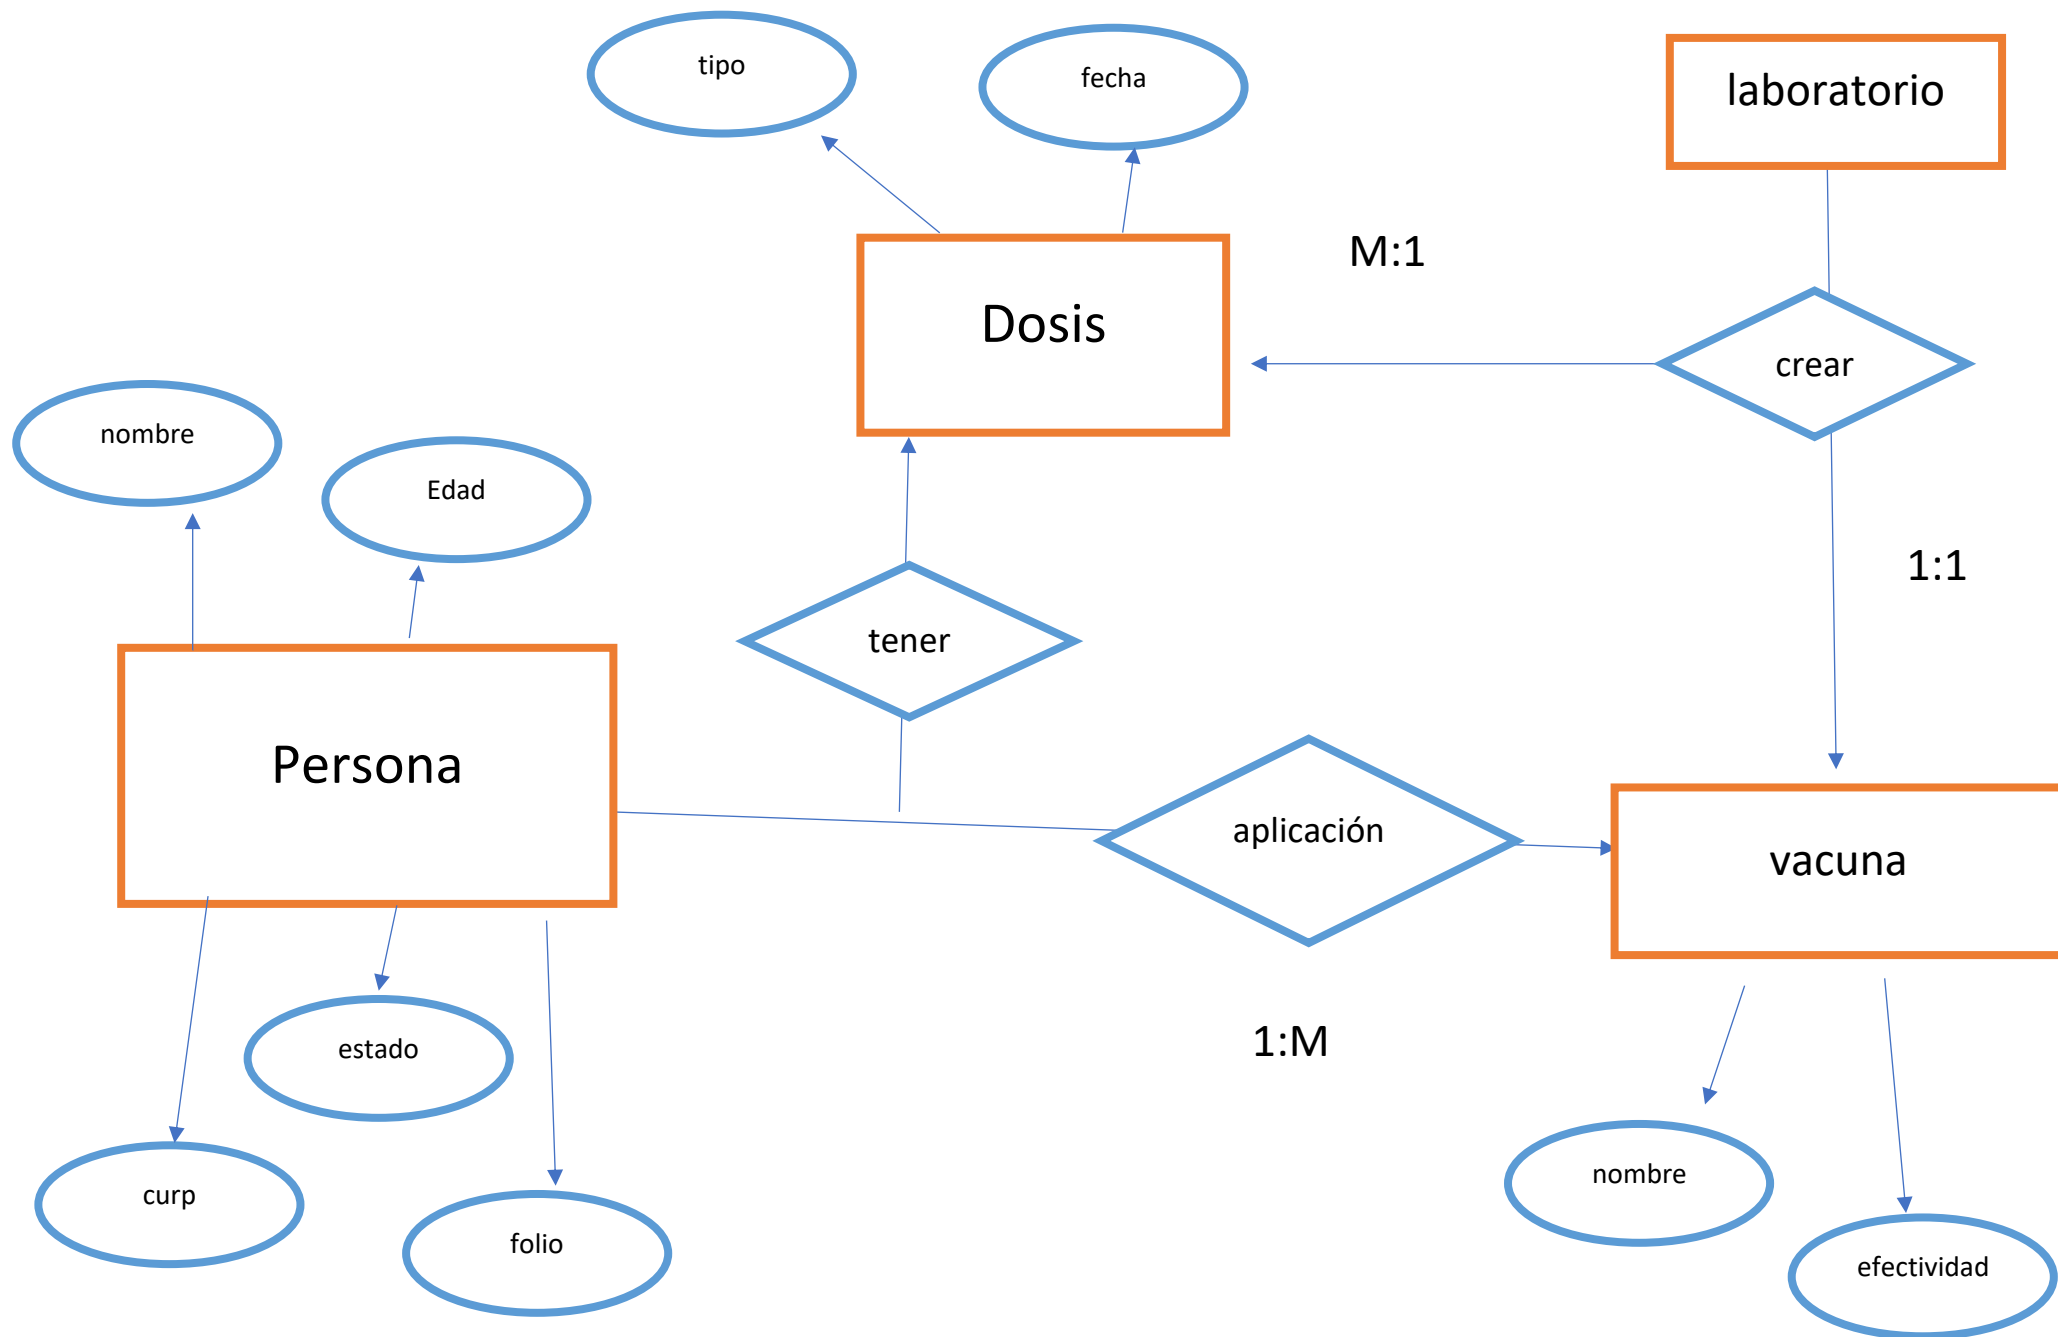 tipo
fecha
laboratorio
M:1
Dosis
crear
nombre
Edad
1:1
tener
Persona
aplicación
vacuna
estado
1:M
curp
folio
nombre
efectividad